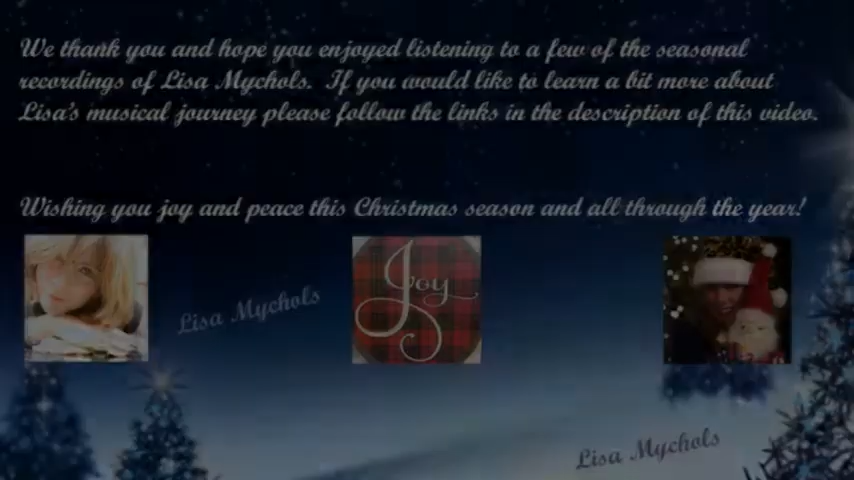 We thank you and hope you enjoyed listening to a few of the seasonal
recordings of Lisa Mychols. If you would like to learn a bit more about
Lisa's musical journey please follow the links in the description of this video.
Wishing you joy and peace this Christmas season and all through the year!
Lisa Mychols
Joy
Lisa Mychols